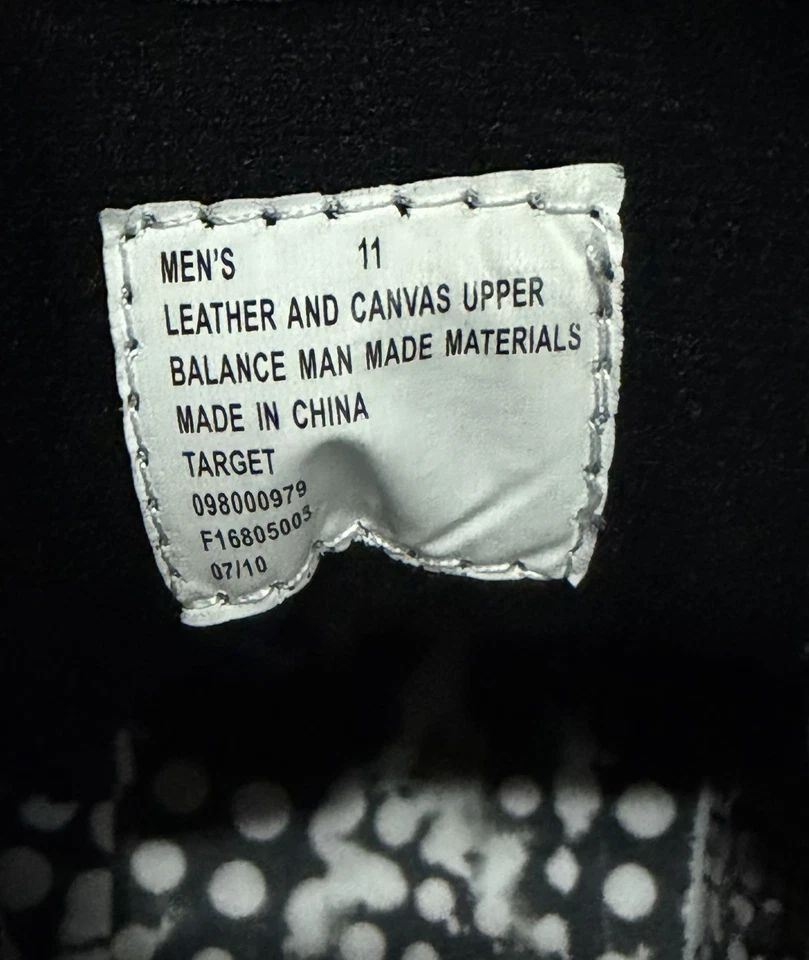 MEN'S 11
LEATHER AND CANVAS UPPER
BALANCE MAN MADE MATERIALS
MADE IN CHINA
TARGET
098000979
F16805003
07/10